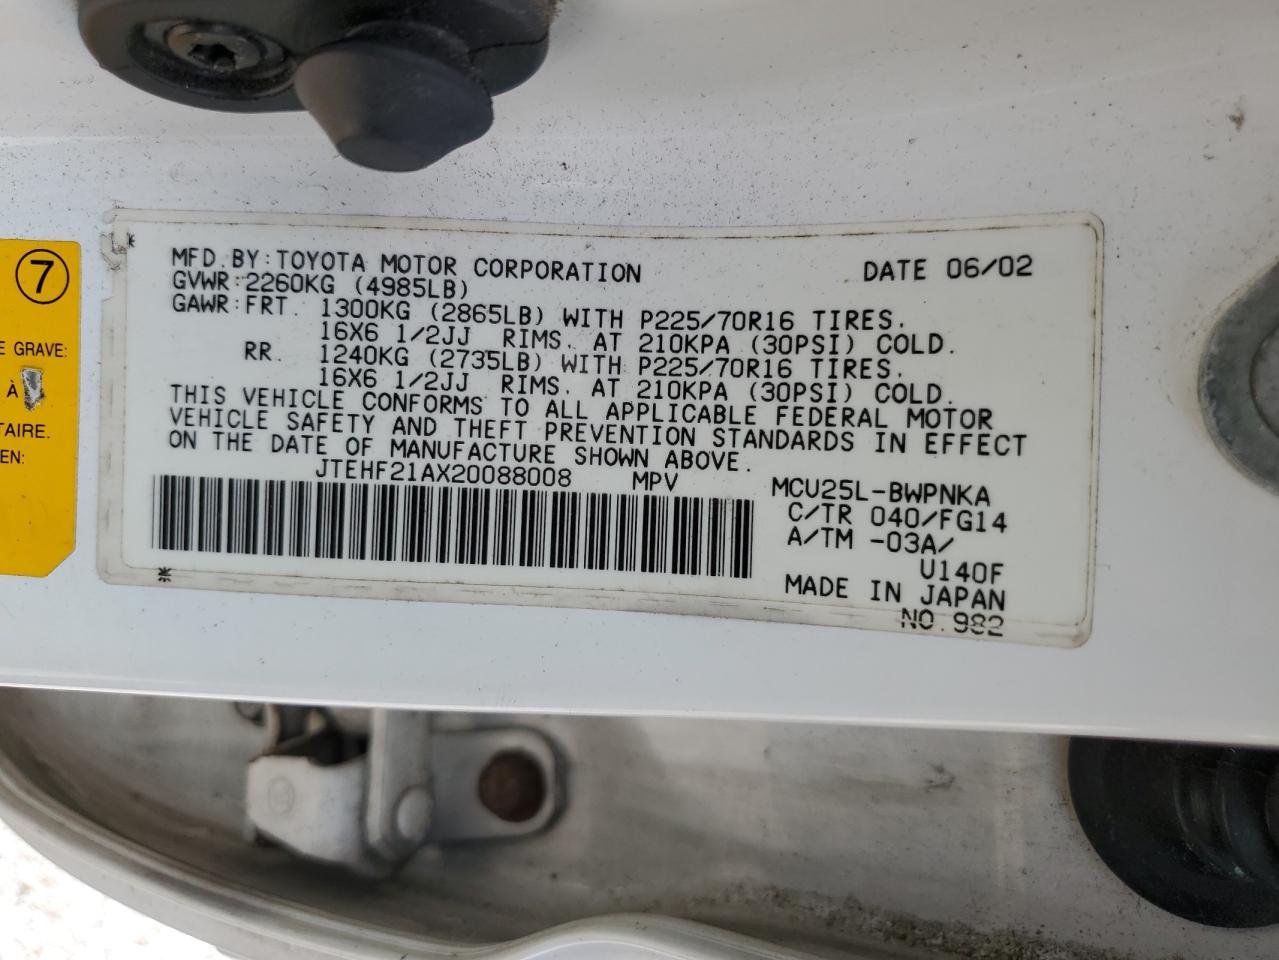 7
E GRAVE:
À
TAIRE.
EN:
MFD. BY: TOYOTA MOTOR CORPORATION DATE 06/02
GVWR: 2260KG (4985LB)
GAWR: FRT. 1300KG (2865LB) WITH P225/70R16 TIRES.
16X6 1/2JJ RIMS. AT 210KPA (30PSI) COLD.
RR. 1240KG (2735LB) WITH P225/70R16 TIRES.
16X6 1/2JJ RIMS. AT 210KPA (30PSI) COLD.
THIS VEHICLE CONFORMS TO ALL APPLICABLE FEDERAL MOTOR
VEHICLE SAFETY AND THEFT PREVENTION STANDARDS IN EFFECT
ON THE DATE OF MANUFACTURE SHOWN ABOVE.
JTEHF21AX20088008 MPV
MCU25L-BWPNKA
C/TR 040/FG14
A/TM -03A/
U140F
MADE IN JAPAN
NO. 982